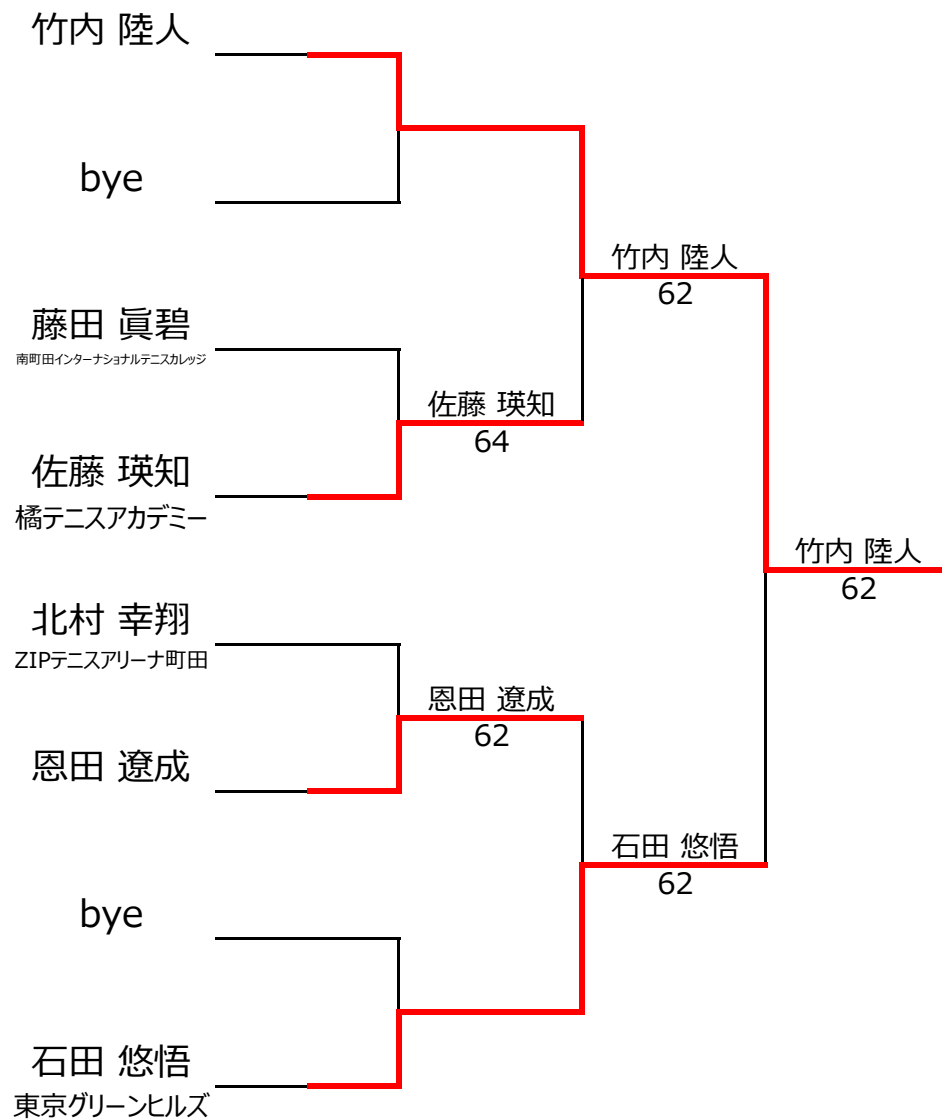 竹内 陸人
bye
竹内 陸人
62
藤田 眞碧
南町田インターナショナルテニスカレッジ
佐藤 瑛知
64
佐藤 瑛知
橘テニスアカデミー
竹内 陸人
62
北村 幸翔
ZIPテニスアリーナ町田
恩田 遼成
62
恩田 遼成
石田 悠悟
62
bye
石田 悠悟
東京グリーンヒルズ